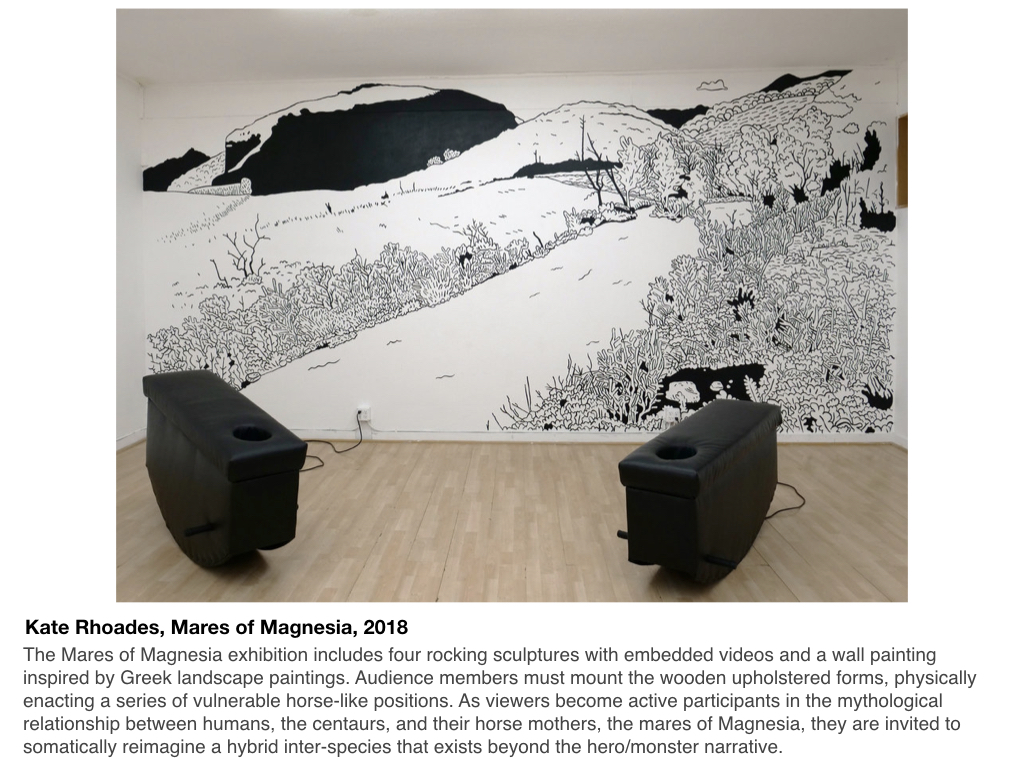 Kate Rhoades, Mares of Magnesia, 2018
The Mares of Magnesia exhibition includes four rocking sculptures with embedded videos and a wall painting
inspired by Greek landscape paintings. Audience members must mount the wooden upholstered forms, physically
enacting a series of vulnerable horse-like positions. As viewers become active participants in the mythological
relationship between humans, the centaurs, and their horse mothers, the mares of Magnesia, they are invited to
somatically reimagine a hybrid inter-species that exists beyond the hero/monster narrative.